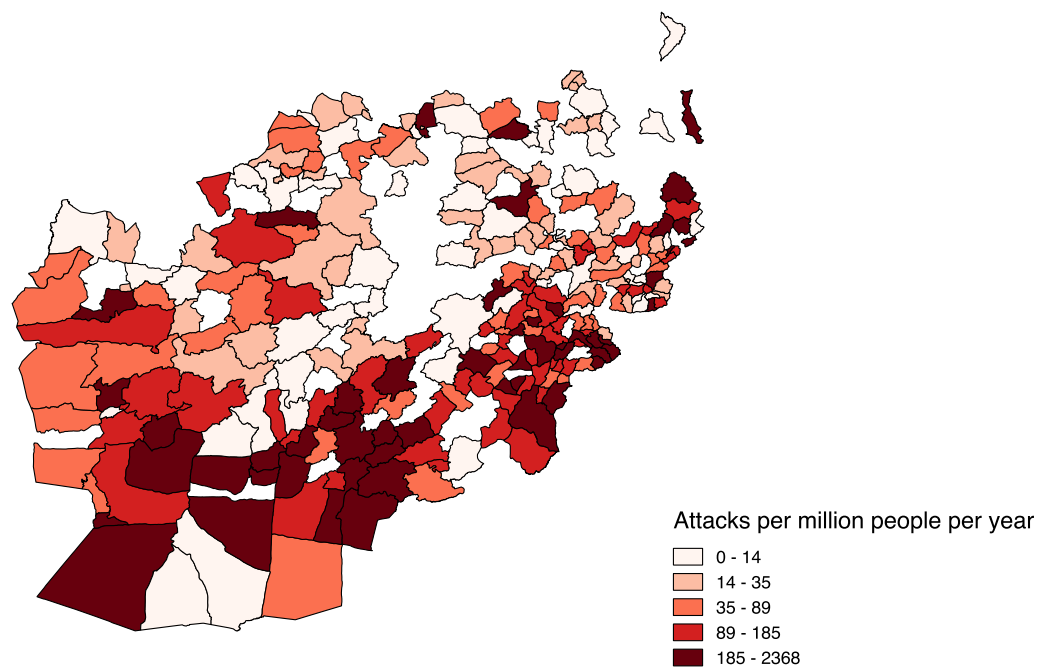 Attacks per million people per year
0 - 14
14 - 35
35 - 89
89 - 185
185 - 2368